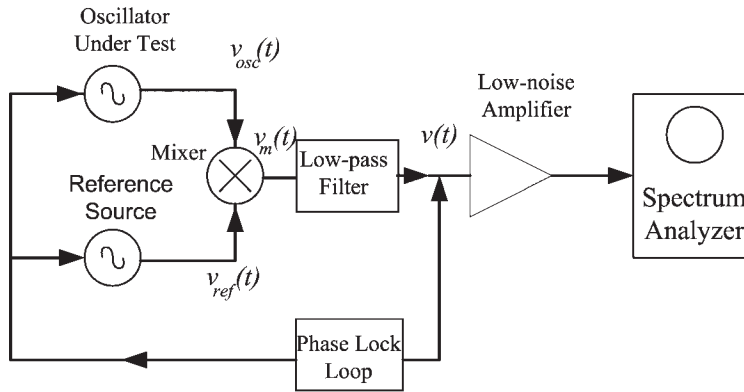 Oscillator
Under Test
v_osc(t)
Low-noise
Amplifier
Mixer
v_m(t)
Low-pass
Filter
v(t)
Reference
Source
v_ref(t)
Spectrum
Analyzer
Phase Lock
Loop